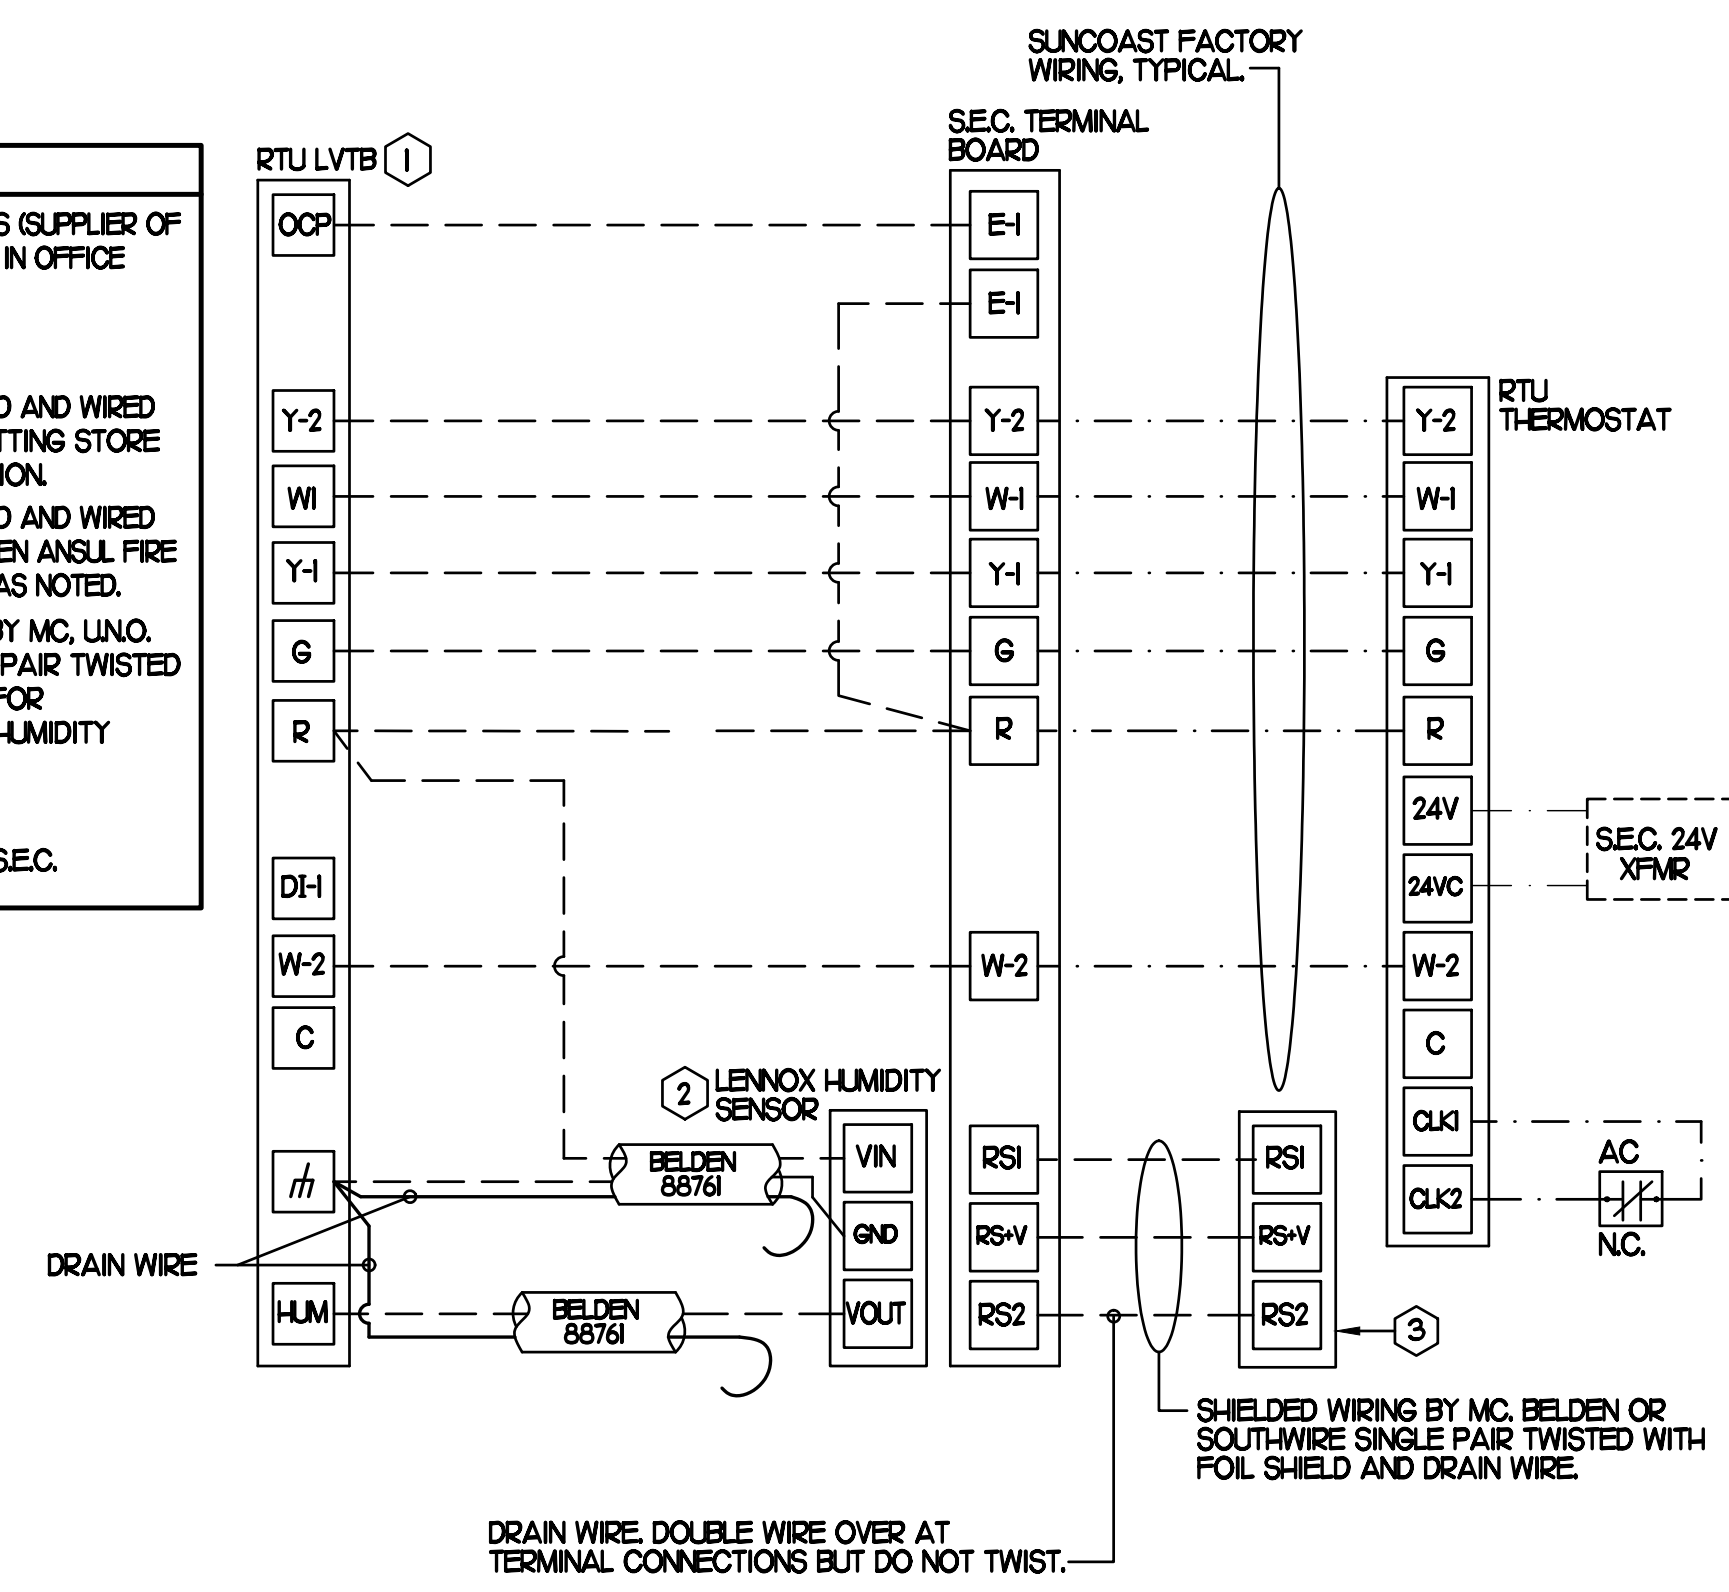 SUNCOAST FACTORY
WIRING, TYPICAL.
S.E.C. TERMINAL
BOARD
RTU LVTB 1
(SUPPLIER OF
IN OFFICE
AND WIRED
STORE
AND WIRED
ANSUL FIRE
AS NOTED.
BY MC, U.N.O.
PAIR TWISTED
FOR
HUMIDITY
S.E.C.
OCP
Y-2
W1
Y-1
G
R
DI-1
W-2
C
HUM
DRAIN WIRE
E-1
E-1
Y-2
W-1
Y-1
G
R
W-2
RS1
RS+V
RS2
RTU
THERMOSTAT
Y-2
W-1
Y-1
G
R
24V
24VC
W-2
C
CLK1
CLK2
S.E.C. 24V
XFMR
AC
N.C.
2 LENNOX HUMIDITY
SENSOR
VIN
GND
VOUT
BELDEN
88761
BELDEN
88761
RS1
RS+V
RS2
3
SHIELDED WIRING BY MC. BELDEN OR
SOUTHWIRE SINGLE PAIR TWISTED WITH
FOIL SHIELD AND DRAIN WIRE.
DRAIN WIRE. DOUBLE WIRE OVER AT
TERMINAL CONNECTIONS BUT DO NOT TWIST.